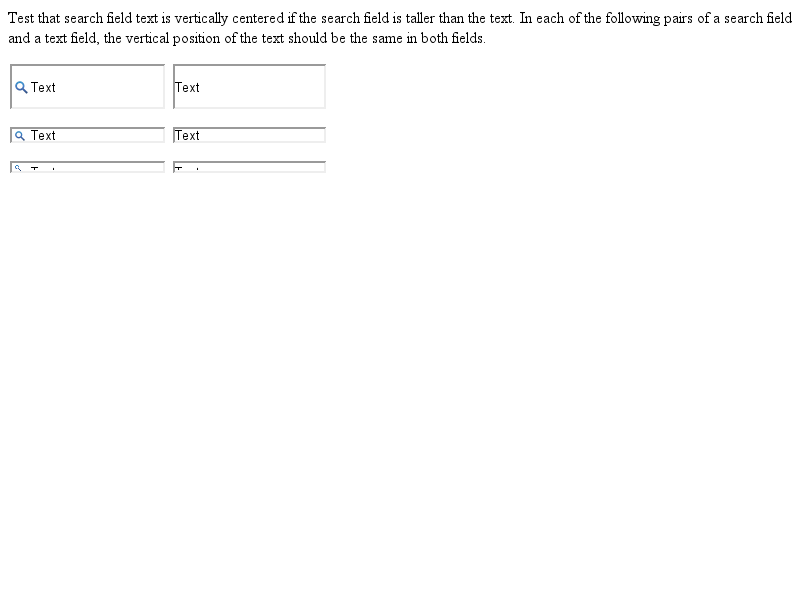 Test that search field text is vertically centered if the search field is taller than the text. In each of the following pairs of a search field
and a text field, the vertical position of the text should be the same in both fields.
Text Text
Text Text